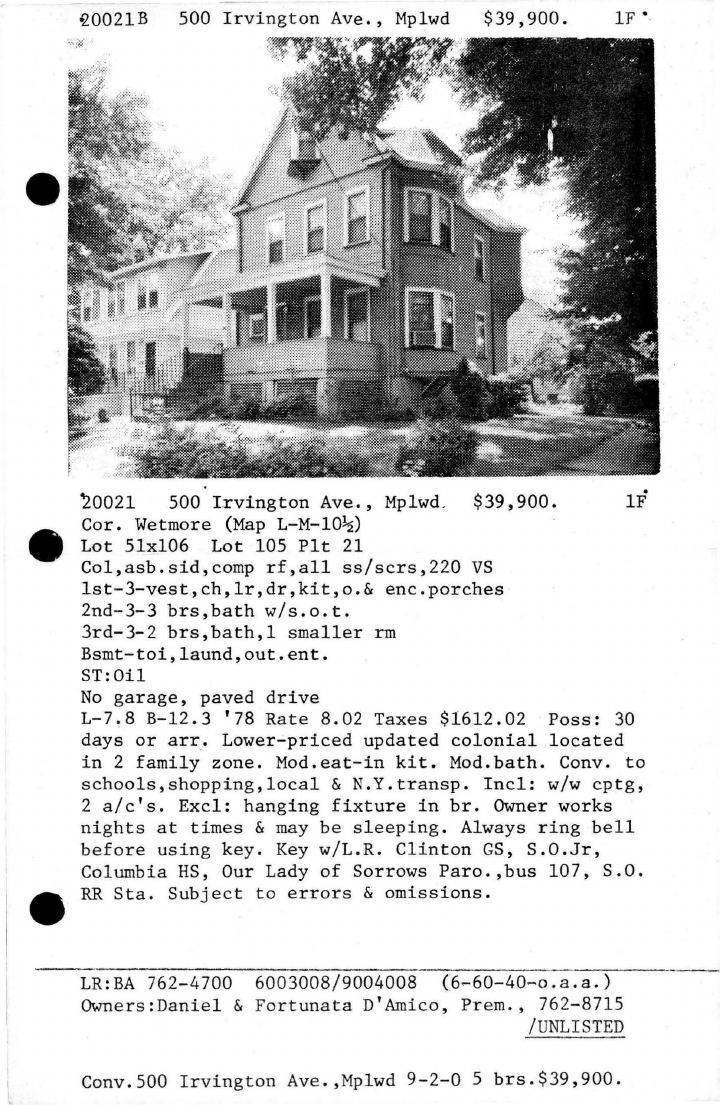 20021B 500 Irvington Ave., Mplwd $39,900. 1F
20021 500 Irvington Ave., Mplwd. $39,900. 1F
Cor. Wetmore (Map L-M-10½)
Lot 51x106 Lot 105 Plt 21
Col,asb.sid,comp rf,all ss/scrs,220 VS
1st-3-vest,ch,lr,dr,kit,o.& enc.porches
2nd-3-3 brs,bath w/s.o.t.
3rd-3-2 brs,bath,1 smaller rm
Bsmt-toi,laund,out.ent.
ST:Oil
No garage, paved drive
L-7.8 B-12.3 '78 Rate 8.02 Taxes $1612.02 Poss: 30
days or arr. Lower-priced updated colonial located
in 2 family zone. Mod.eat-in kit. Mod.bath. Conv. to
schools,shopping,local & N.Y.transp. Incl: w/w cptg,
2 a/c's. Excl: hanging fixture in br. Owner works
nights at times & may be sleeping. Always ring bell
before using key. Key w/L.R. Clinton GS, S.O.Jr,
Columbia HS, Our Lady of Sorrows Paro.,bus 107, S.O.
RR Sta. Subject to errors & omissions.
LR:BA 762-4700 6003008/9004008 (6-60-40-o.a.a.)
Owners:Daniel & Fortunata D'Amico, Prem., 762-8715
/UNLISTED
Conv.500 Irvington Ave.,Mplwd 9-2-0 5 brs.$39,900.